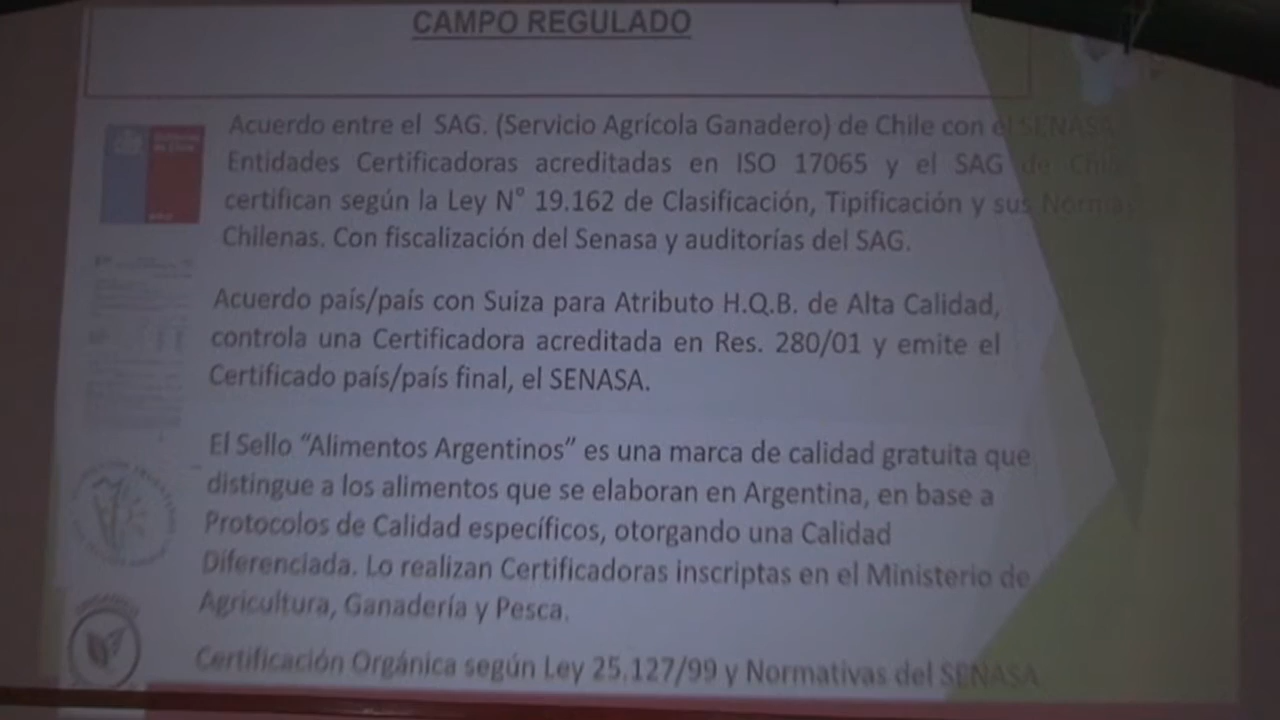 CAMPO REGULADO
Acuerdo entre el SAG. (Servicio Agrícola Ganadero) de Chile con el SENASA
Entidades Certificadoras acreditadas en ISO 17065 y el SAG de Chile
certifican según la Ley N° 19.162 de Clasificación, Tipificación y sus Normas
Chilenas. Con fiscalización del Senasa y auditorías del SAG.
Acuerdo país/país con Suiza para Atributo H.Q.B. de Alta Calidad,
controla una Certificadora acreditada en Res. 280/01 y emite el
Certificado país/país final, el SENASA.
El Sello “Alimentos Argentinos” es una marca de calidad gratuita que
distingue a los alimentos que se elaboran en Argentina, en base a
Protocolos de Calidad específicos, otorgando una Calidad
Diferenciada. Lo realizan Certificadoras inscriptas en el Ministerio de
Agricultura, Ganadería y Pesca.
Certificación Orgánica según Ley 25.127/99 y Normativas del SENASA